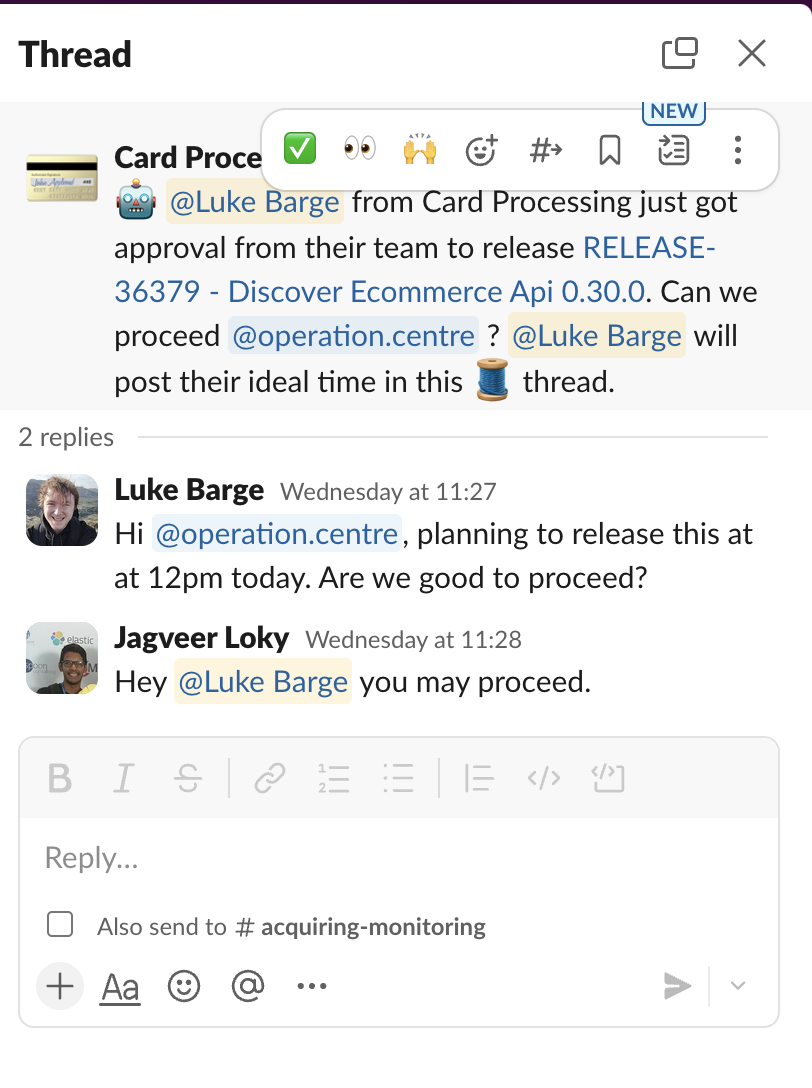 Thread
NEW
Card Proce
@Luke Barge from Card Processing just got
approval from their team to release RELEASE-
36379 - Discover Ecommerce Api 0.30.0. Can we
proceed @operation.centre ? @Luke Barge will
post their ideal time in this thread.
2 replies
Luke Barge Wednesday at 11:27
Hi @operation.centre, planning to release this at
at 12pm today. Are we good to proceed?
elastic
Jagveer Loky Wednesday at 11:28
Hey @Luke Barge you may proceed.
B I S
Reply...
Also send to # acquiring-monitoring
Aa